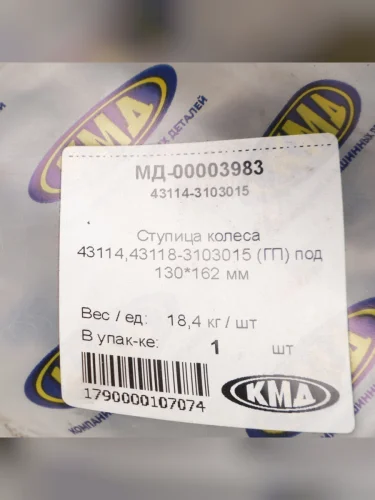 КМД
МД-00003983
43114-3103015
Ступица колеса
43114,43118-3103015 (ГП) под
130*162 мм
Вес / ед: 18,4 кг / шт
В упак-ке: 1 шт
1790000107074
КМД